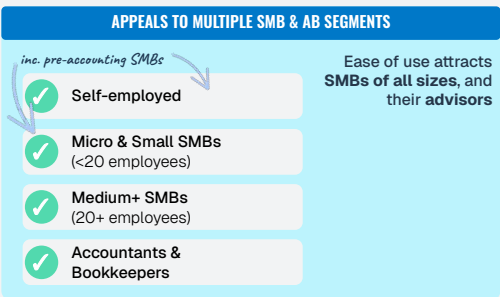 APPEALS TO MULTIPLE SMB & AB SEGMENTS
inc. pre-accounting SMBs
Self-employed
Micro & Small SMBs
(<20 employees)
Medium+ SMBs
(20+ employees)
Accountants &
Bookkeepers
Ease of use attracts
SMBs of all sizes, and
their advisors